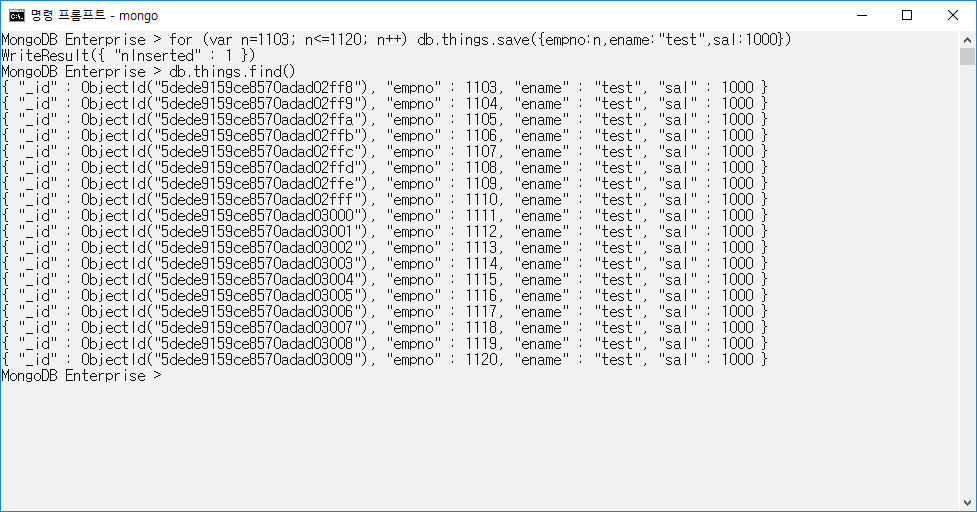 명령 프롬프트 - mongo
MongoDB Enterprise > for (var n=1103; n<=1120; n++) db.things.save({empno:n,ename:"test",sal:1000})
WriteResult({ "nInserted" : 1 })
MongoDB Enterprise > db.things.find()
{ "_id" : ObjectId("5dede9159ce8570adad02ff8"), "empno" : 1103, "ename" : "test", "sal" : 1000 }
{ "_id" : ObjectId("5dede9159ce8570adad02ff9"), "empno" : 1104, "ename" : "test", "sal" : 1000 }
{ "_id" : ObjectId("5dede9159ce8570adad02ffa"), "empno" : 1105, "ename" : "test", "sal" : 1000 }
{ "_id" : ObjectId("5dede9159ce8570adad02ffb"), "empno" : 1106, "ename" : "test", "sal" : 1000 }
{ "_id" : ObjectId("5dede9159ce8570adad02ffc"), "empno" : 1107, "ename" : "test", "sal" : 1000 }
{ "_id" : ObjectId("5dede9159ce8570adad02ffd"), "empno" : 1108, "ename" : "test", "sal" : 1000 }
{ "_id" : ObjectId("5dede9159ce8570adad02ffe"), "empno" : 1109, "ename" : "test", "sal" : 1000 }
{ "_id" : ObjectId("5dede9159ce8570adad02fff"), "empno" : 1110, "ename" : "test", "sal" : 1000 }
{ "_id" : ObjectId("5dede9159ce8570adad03000"), "empno" : 1111, "ename" : "test", "sal" : 1000 }
{ "_id" : ObjectId("5dede9159ce8570adad03001"), "empno" : 1112, "ename" : "test", "sal" : 1000 }
{ "_id" : ObjectId("5dede9159ce8570adad03002"), "empno" : 1113, "ename" : "test", "sal" : 1000 }
{ "_id" : ObjectId("5dede9159ce8570adad03003"), "empno" : 1114, "ename" : "test", "sal" : 1000 }
{ "_id" : ObjectId("5dede9159ce8570adad03004"), "empno" : 1115, "ename" : "test", "sal" : 1000 }
{ "_id" : ObjectId("5dede9159ce8570adad03005"), "empno" : 1116, "ename" : "test", "sal" : 1000 }
{ "_id" : ObjectId("5dede9159ce8570adad03006"), "empno" : 1117, "ename" : "test", "sal" : 1000 }
{ "_id" : ObjectId("5dede9159ce8570adad03007"), "empno" : 1118, "ename" : "test", "sal" : 1000 }
{ "_id" : ObjectId("5dede9159ce8570adad03008"), "empno" : 1119, "ename" : "test", "sal" : 1000 }
{ "_id" : ObjectId("5dede9159ce8570adad03009"), "empno" : 1120, "ename" : "test", "sal" : 1000 }
MongoDB Enterprise >